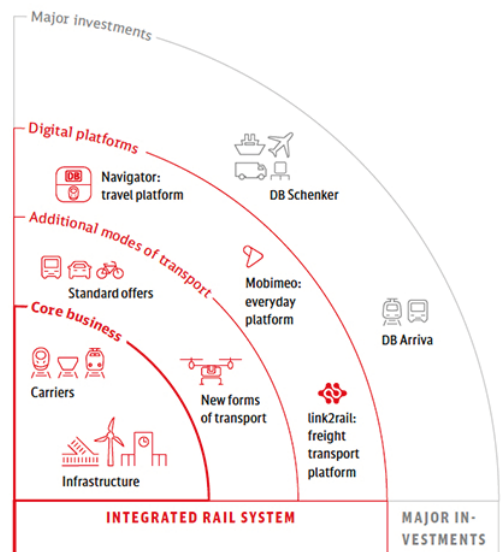 Major investments
Digital platforms
DB
Navigator:
travel platform
DB Schenker
Additional modes of transport
Standard offers
Mobimeo:
everyday
platform
DB Arriva
Core business
Carriers
New forms
of transport
link2rail:
freight
transport
platform
Infrastructure
INTEGRATED RAIL SYSTEM
MAJOR IN-
VESTMENTS